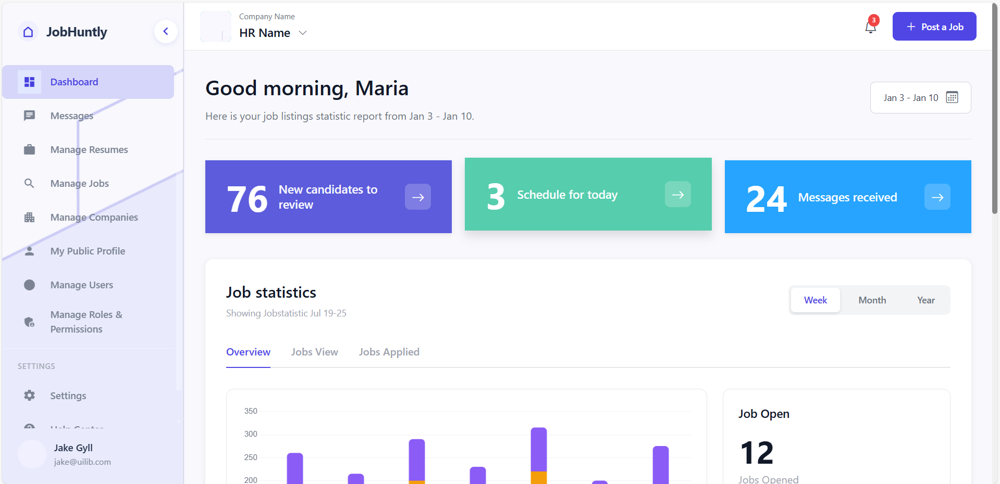 JobHuntly
Dashboard
Messages
Manage Resumes
Manage Jobs
Manage Companies
My Public Profile
Manage Users
Manage Roles &
Permissions
SETTINGS
Settings
Help Center
Jake Gyll
jake@uilib.com
Company Name
HR Name
3
Post a Job
Good morning, Maria
Here is your job listings statistic report from Jan 3 - Jan 10.
Jan 3 - Jan 10
76
New candidates to
review
3
Schedule for today
24
Messages received
Job statistics
Showing Jobstatistic Jul 19-25
Week
Month
Year
Overview
Jobs View
Jobs Applied
350
300
250
200
Job Open
12
Jobs Opened